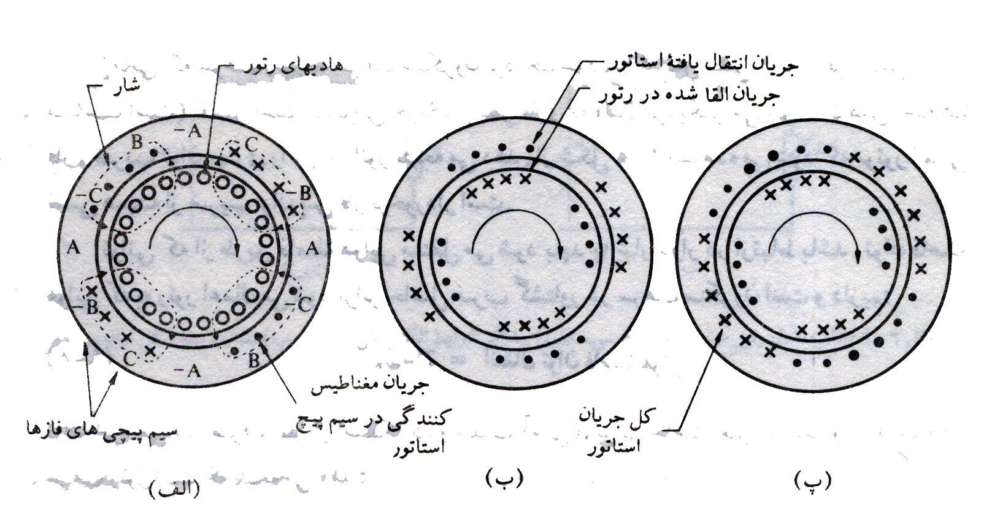 هادیهای رتور
شار
جریان انتقال یافتهٔ استاتور
جریان القا شده در رتور
−A
B
C
−C
−B
A
A
−B
−C
C
B
−A
جریان مغناطیس
کنندگی در سیم پیچ
استاتور
سیم پیچی های فازها
کل جریان
استاتور
(الف)
(ب)
(پ)